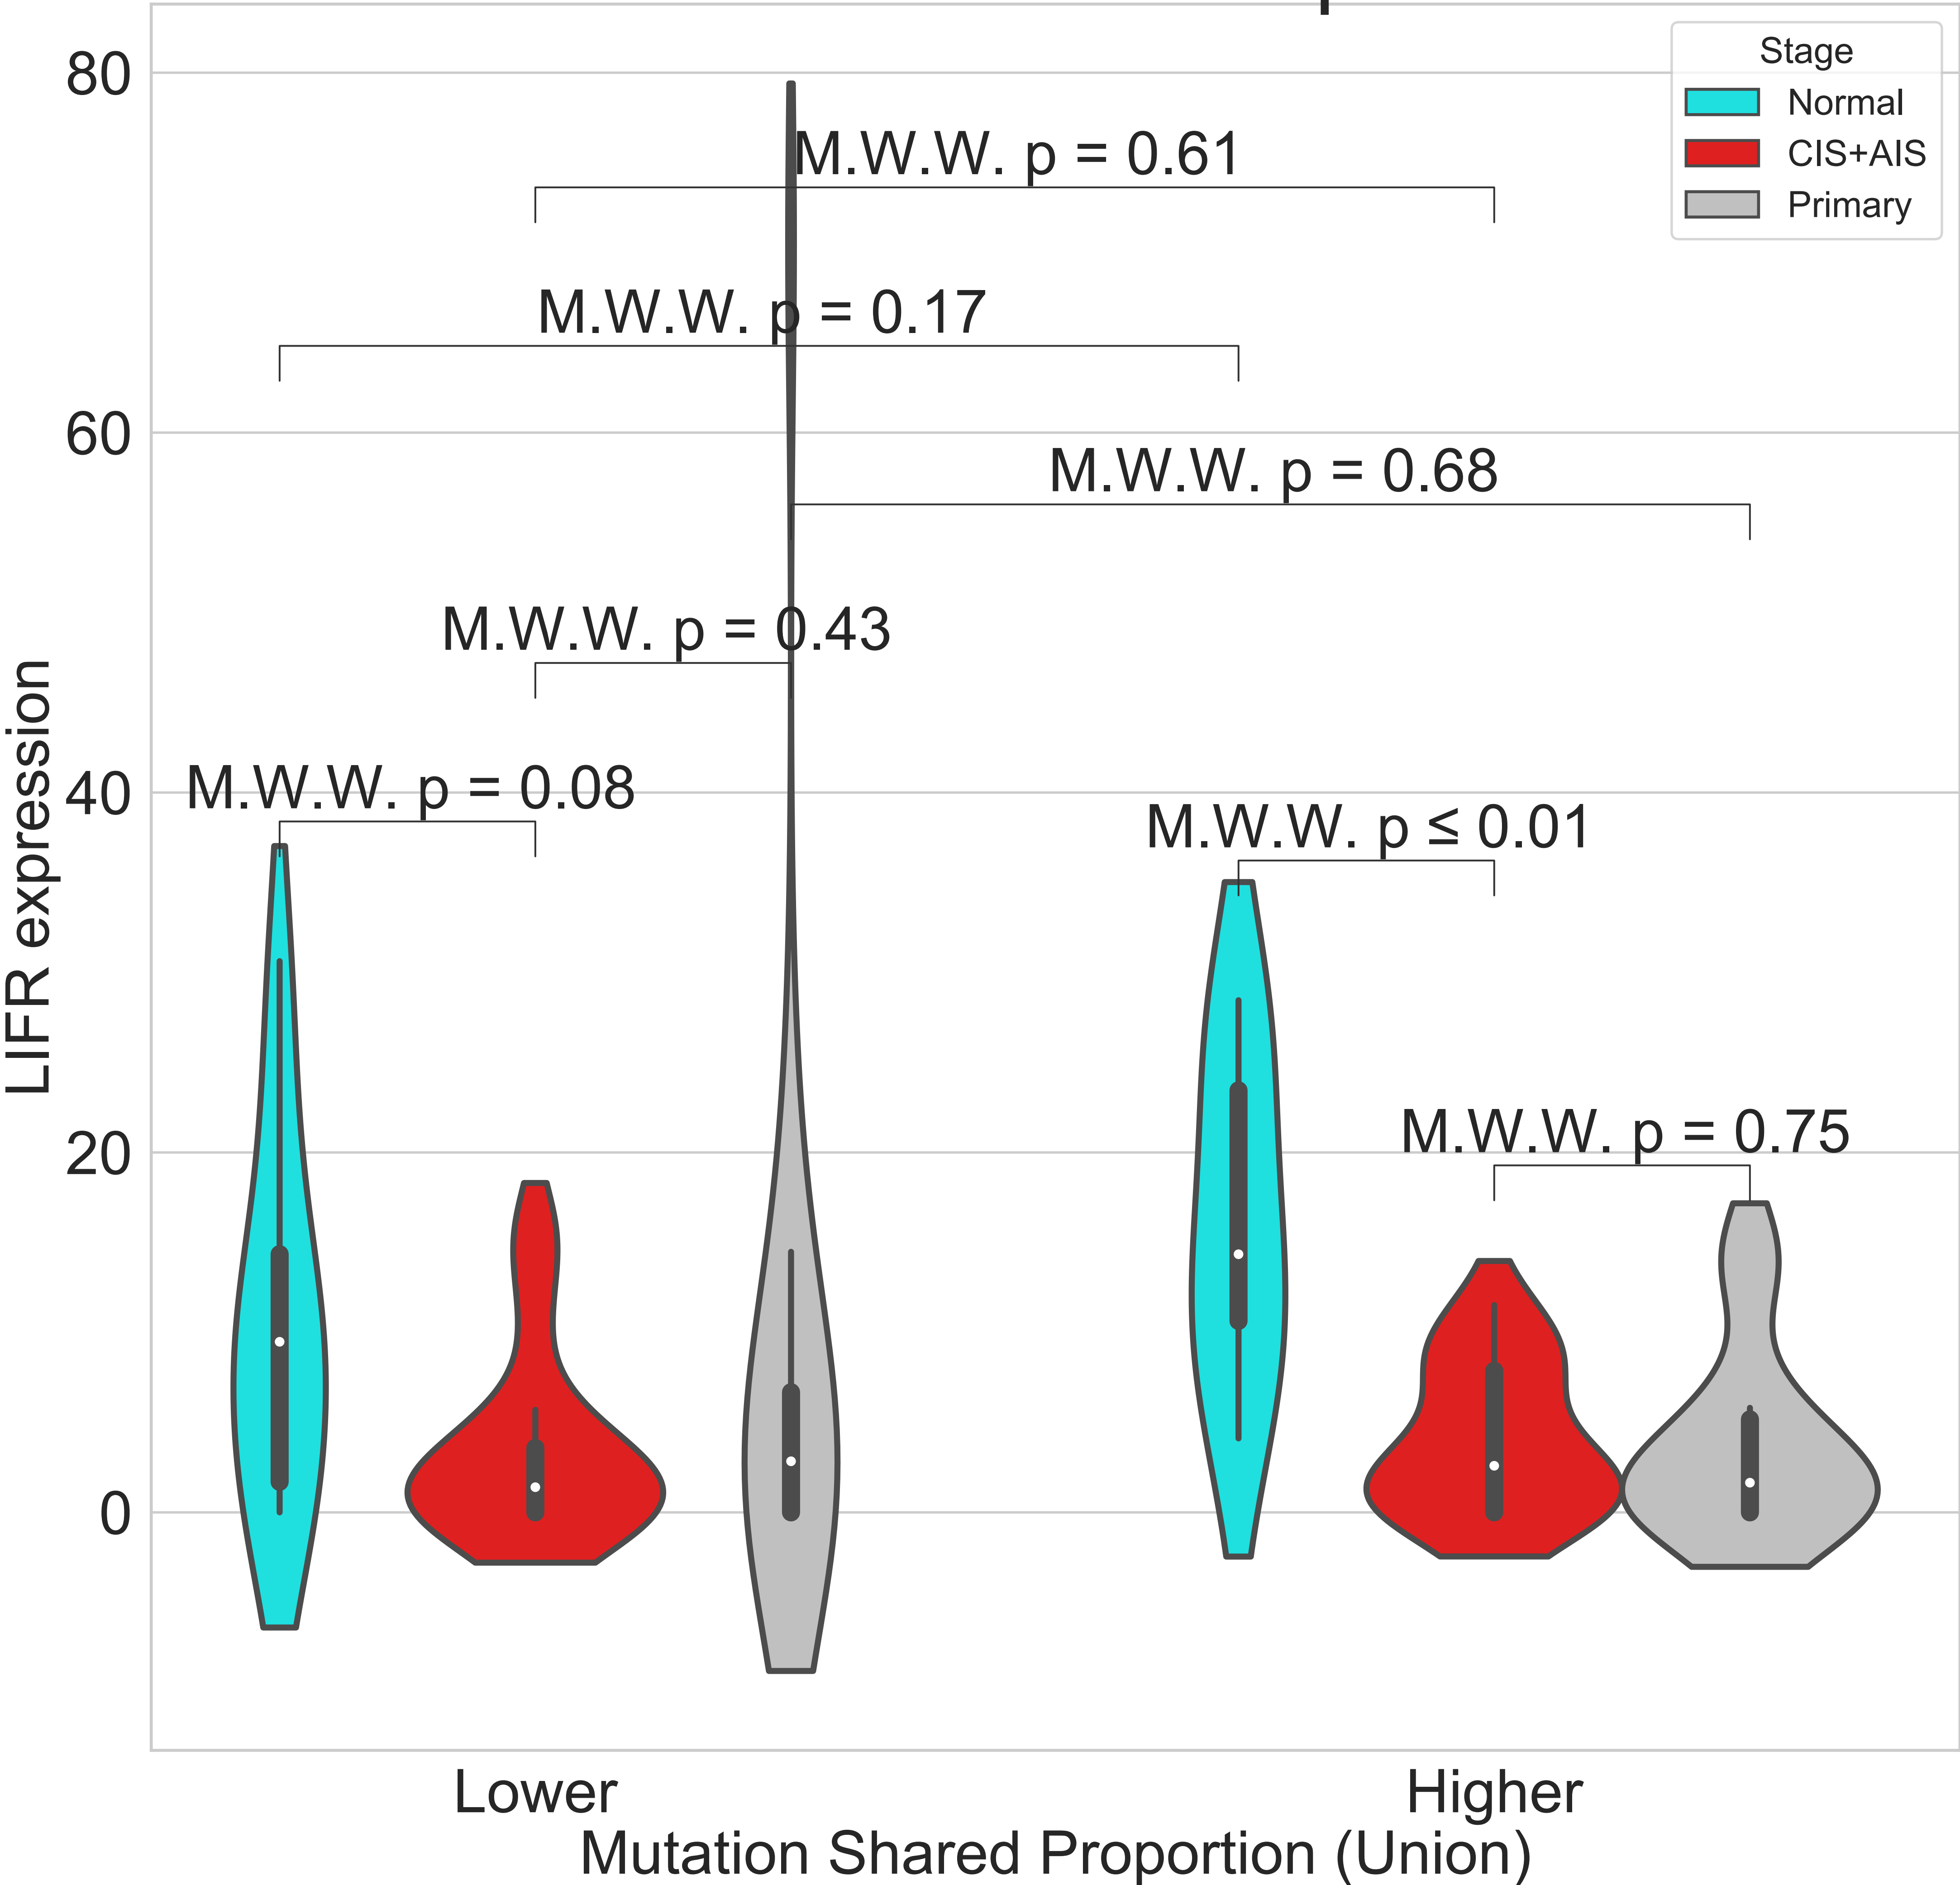 Stage
Normal
CIS+AIS
Primary
80
60
40
20
0
LIFR expression
M.W.W. p = 0.61
M.W.W. p = 0.17
M.W.W. p = 0.68
M.W.W. p = 0.43
M.W.W. p = 0.08
M.W.W. p ≤ 0.01
M.W.W. p = 0.75
Lower
Higher
Mutation Shared Proportion (Union)